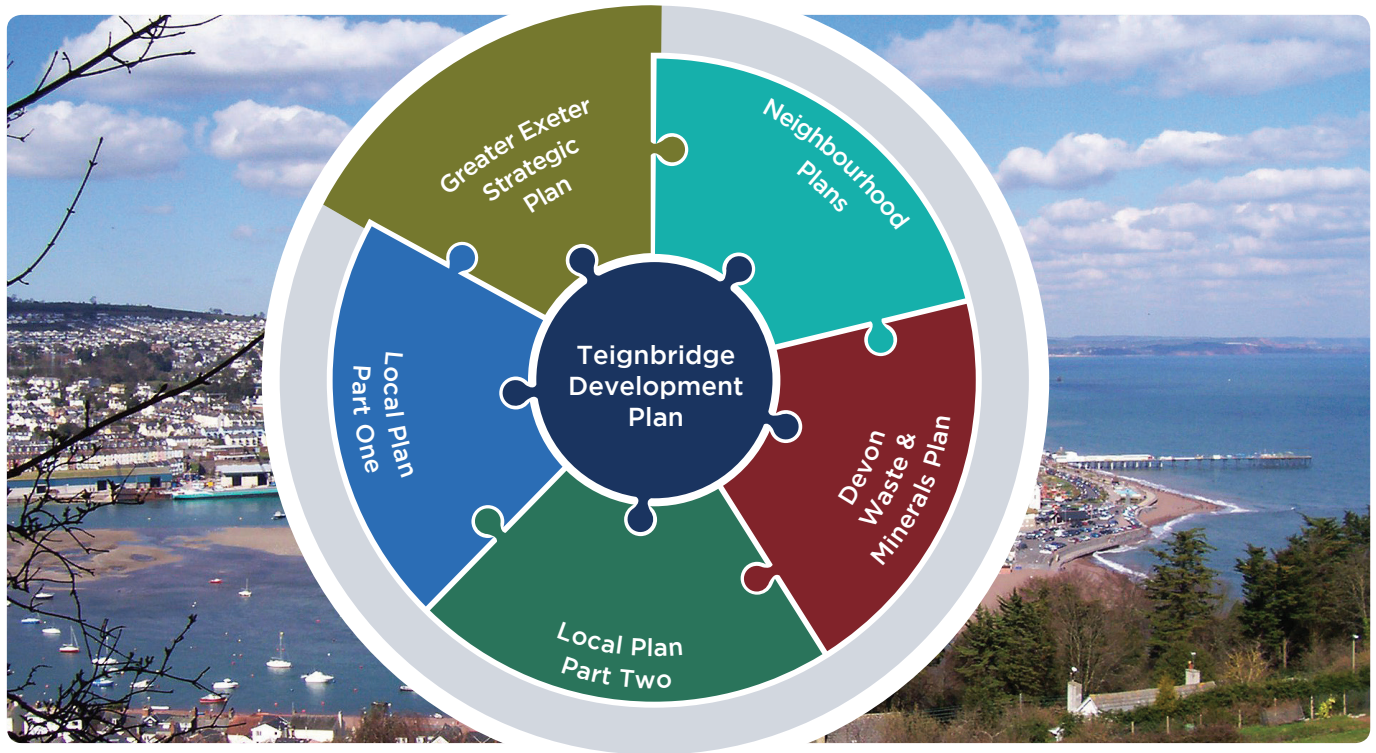 Greater Exeter
Strategic
Plan
Neighbourhood
Plans
Devon
Waste &
Minerals Plan
Local Plan
Part Two
Local Plan
Part One
Teignbridge
Development
Plan